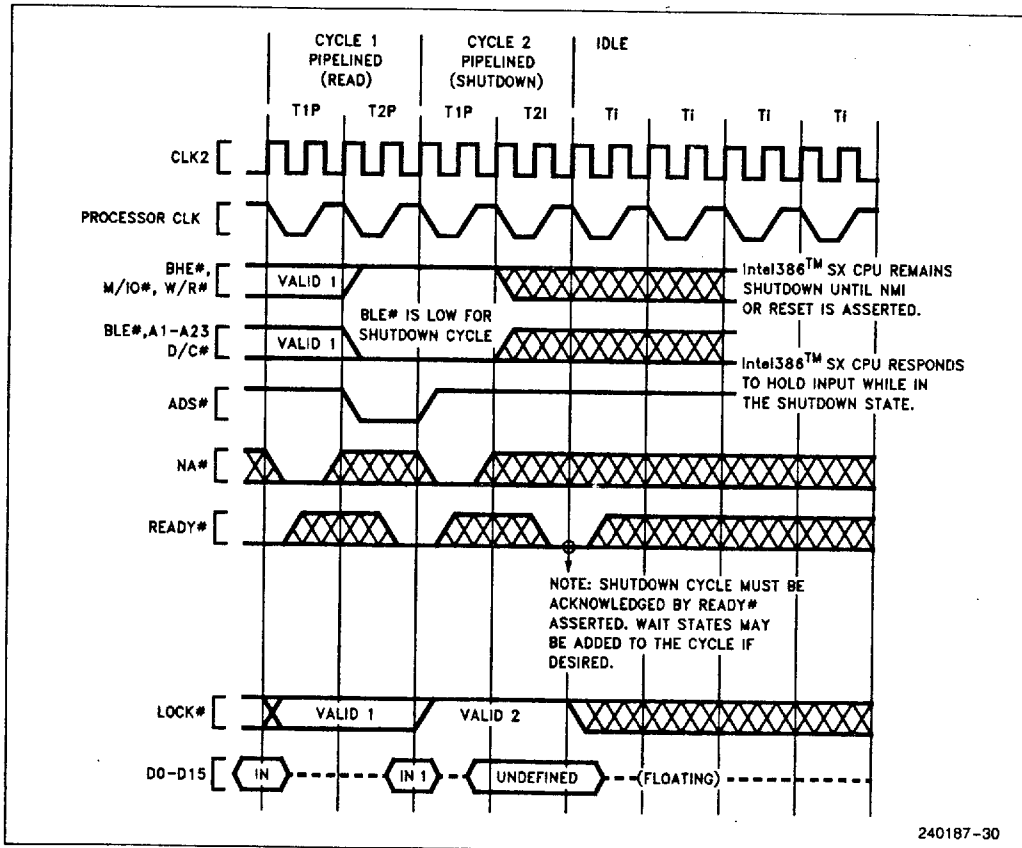 CYCLE 1
PIPELINED
(READ)
CYCLE 2
PIPELINED
(SHUTDOWN)
IDLE
T1P T2P T1P T2I Ti Ti Ti Ti
CLK2
PROCESSOR CLK
BHE#,
M/IO#, W/R#
VALID 1
Intel386™ SX CPU REMAINS
SHUTDOWN UNTIL NMI
OR RESET IS ASSERTED.
BLE# IS LOW FOR
SHUTDOWN CYCLE
BLE#,A1-A23
D/C#
VALID 1
Intel386™ SX CPU RESPONDS
TO HOLD INPUT WHILE IN
THE SHUTDOWN STATE.
ADS#
NA#
READY#
NOTE: SHUTDOWN CYCLE MUST BE
ACKNOWLEDGED BY READY#
ASSERTED. WAIT STATES MAY
BE ADDED TO THE CYCLE IF
DESIRED.
LOCK#
VALID 1
VALID 2
D0-D15
IN
IN 1
UNDEFINED
(FLOATING)
240187-30